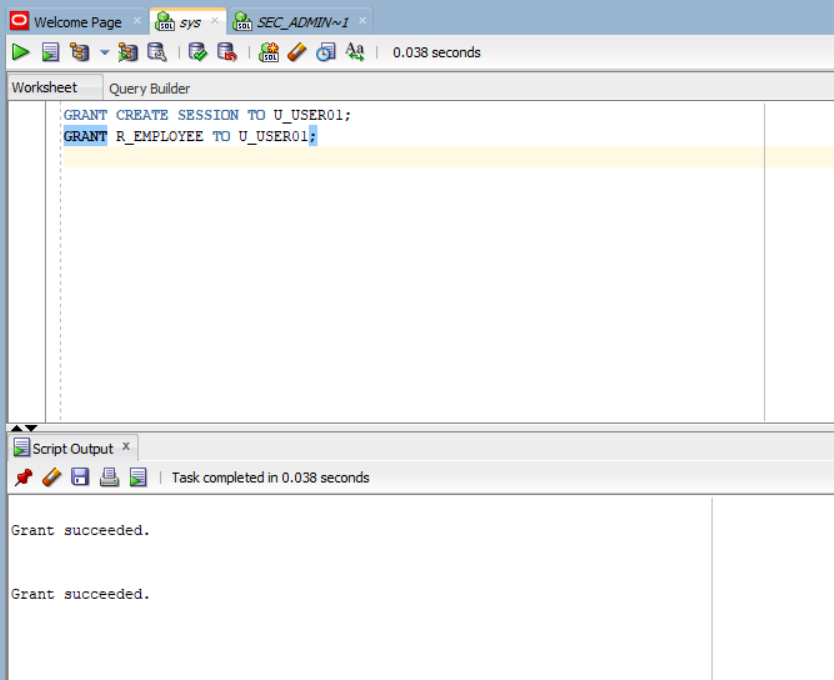 Welcome Page
sys
SEC_ADMIN~1
SQL
0.038 seconds
Worksheet
Query Builder
GRANT CREATE SESSION TO U_USER01;
GRANT R_EMPLOYEE TO U_USER01;
Script Output
Task completed in 0.038 seconds
Grant succeeded.
Grant succeeded.